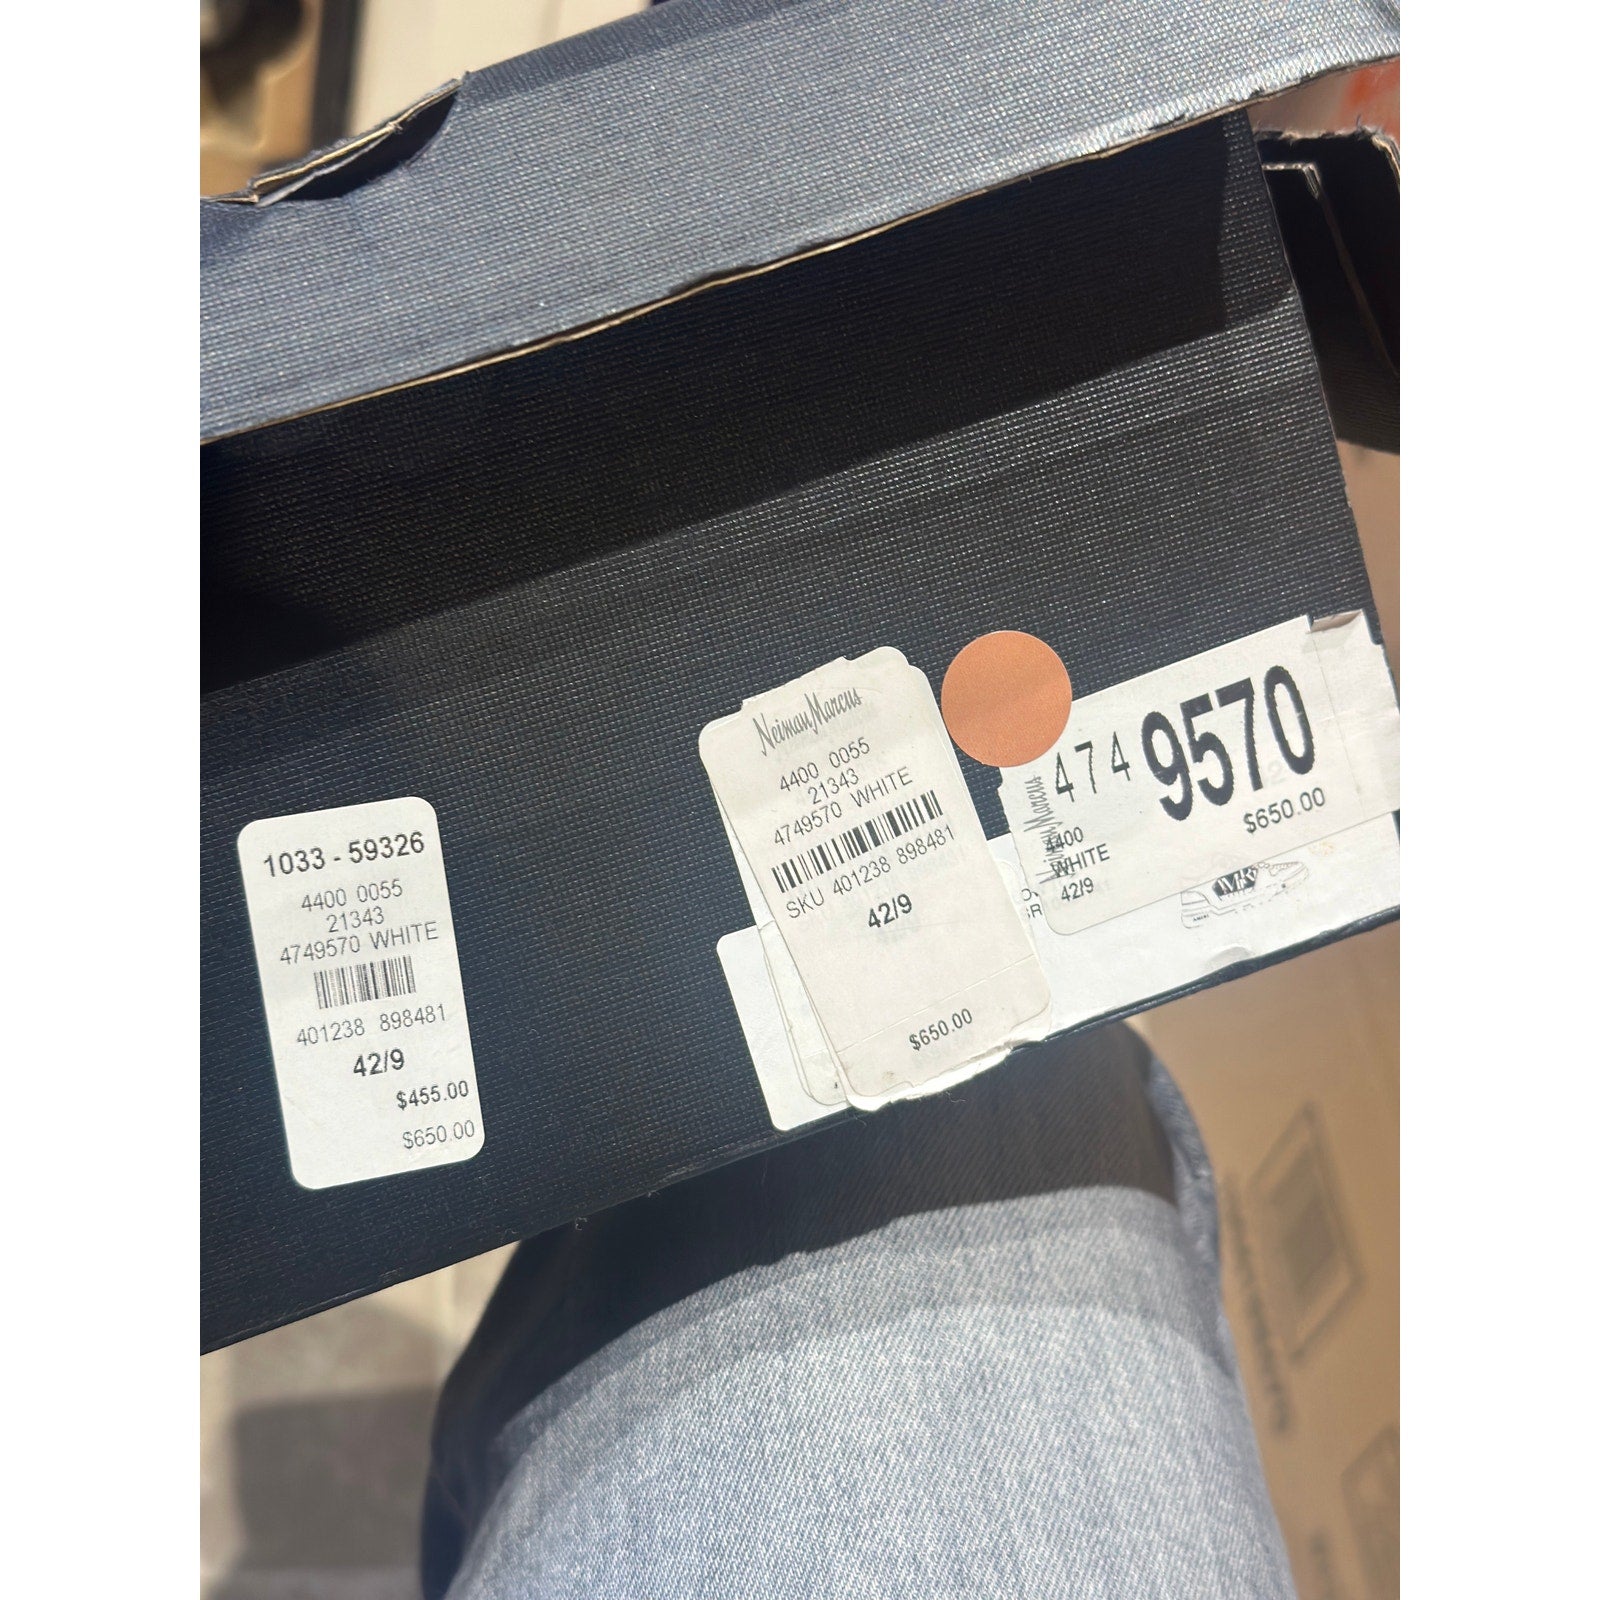 1033 - 59326
4400 0055
21343
4749570 WHITE
401238 898481
42/9
$455.00
$650.00
Neiman Marcus
4400 0055
21343
4749570 WHITE
SKU 401238 898481
42/9
$650.00
474 9570
$650.00
Neiman Marcus
4400
WHITE
42/9